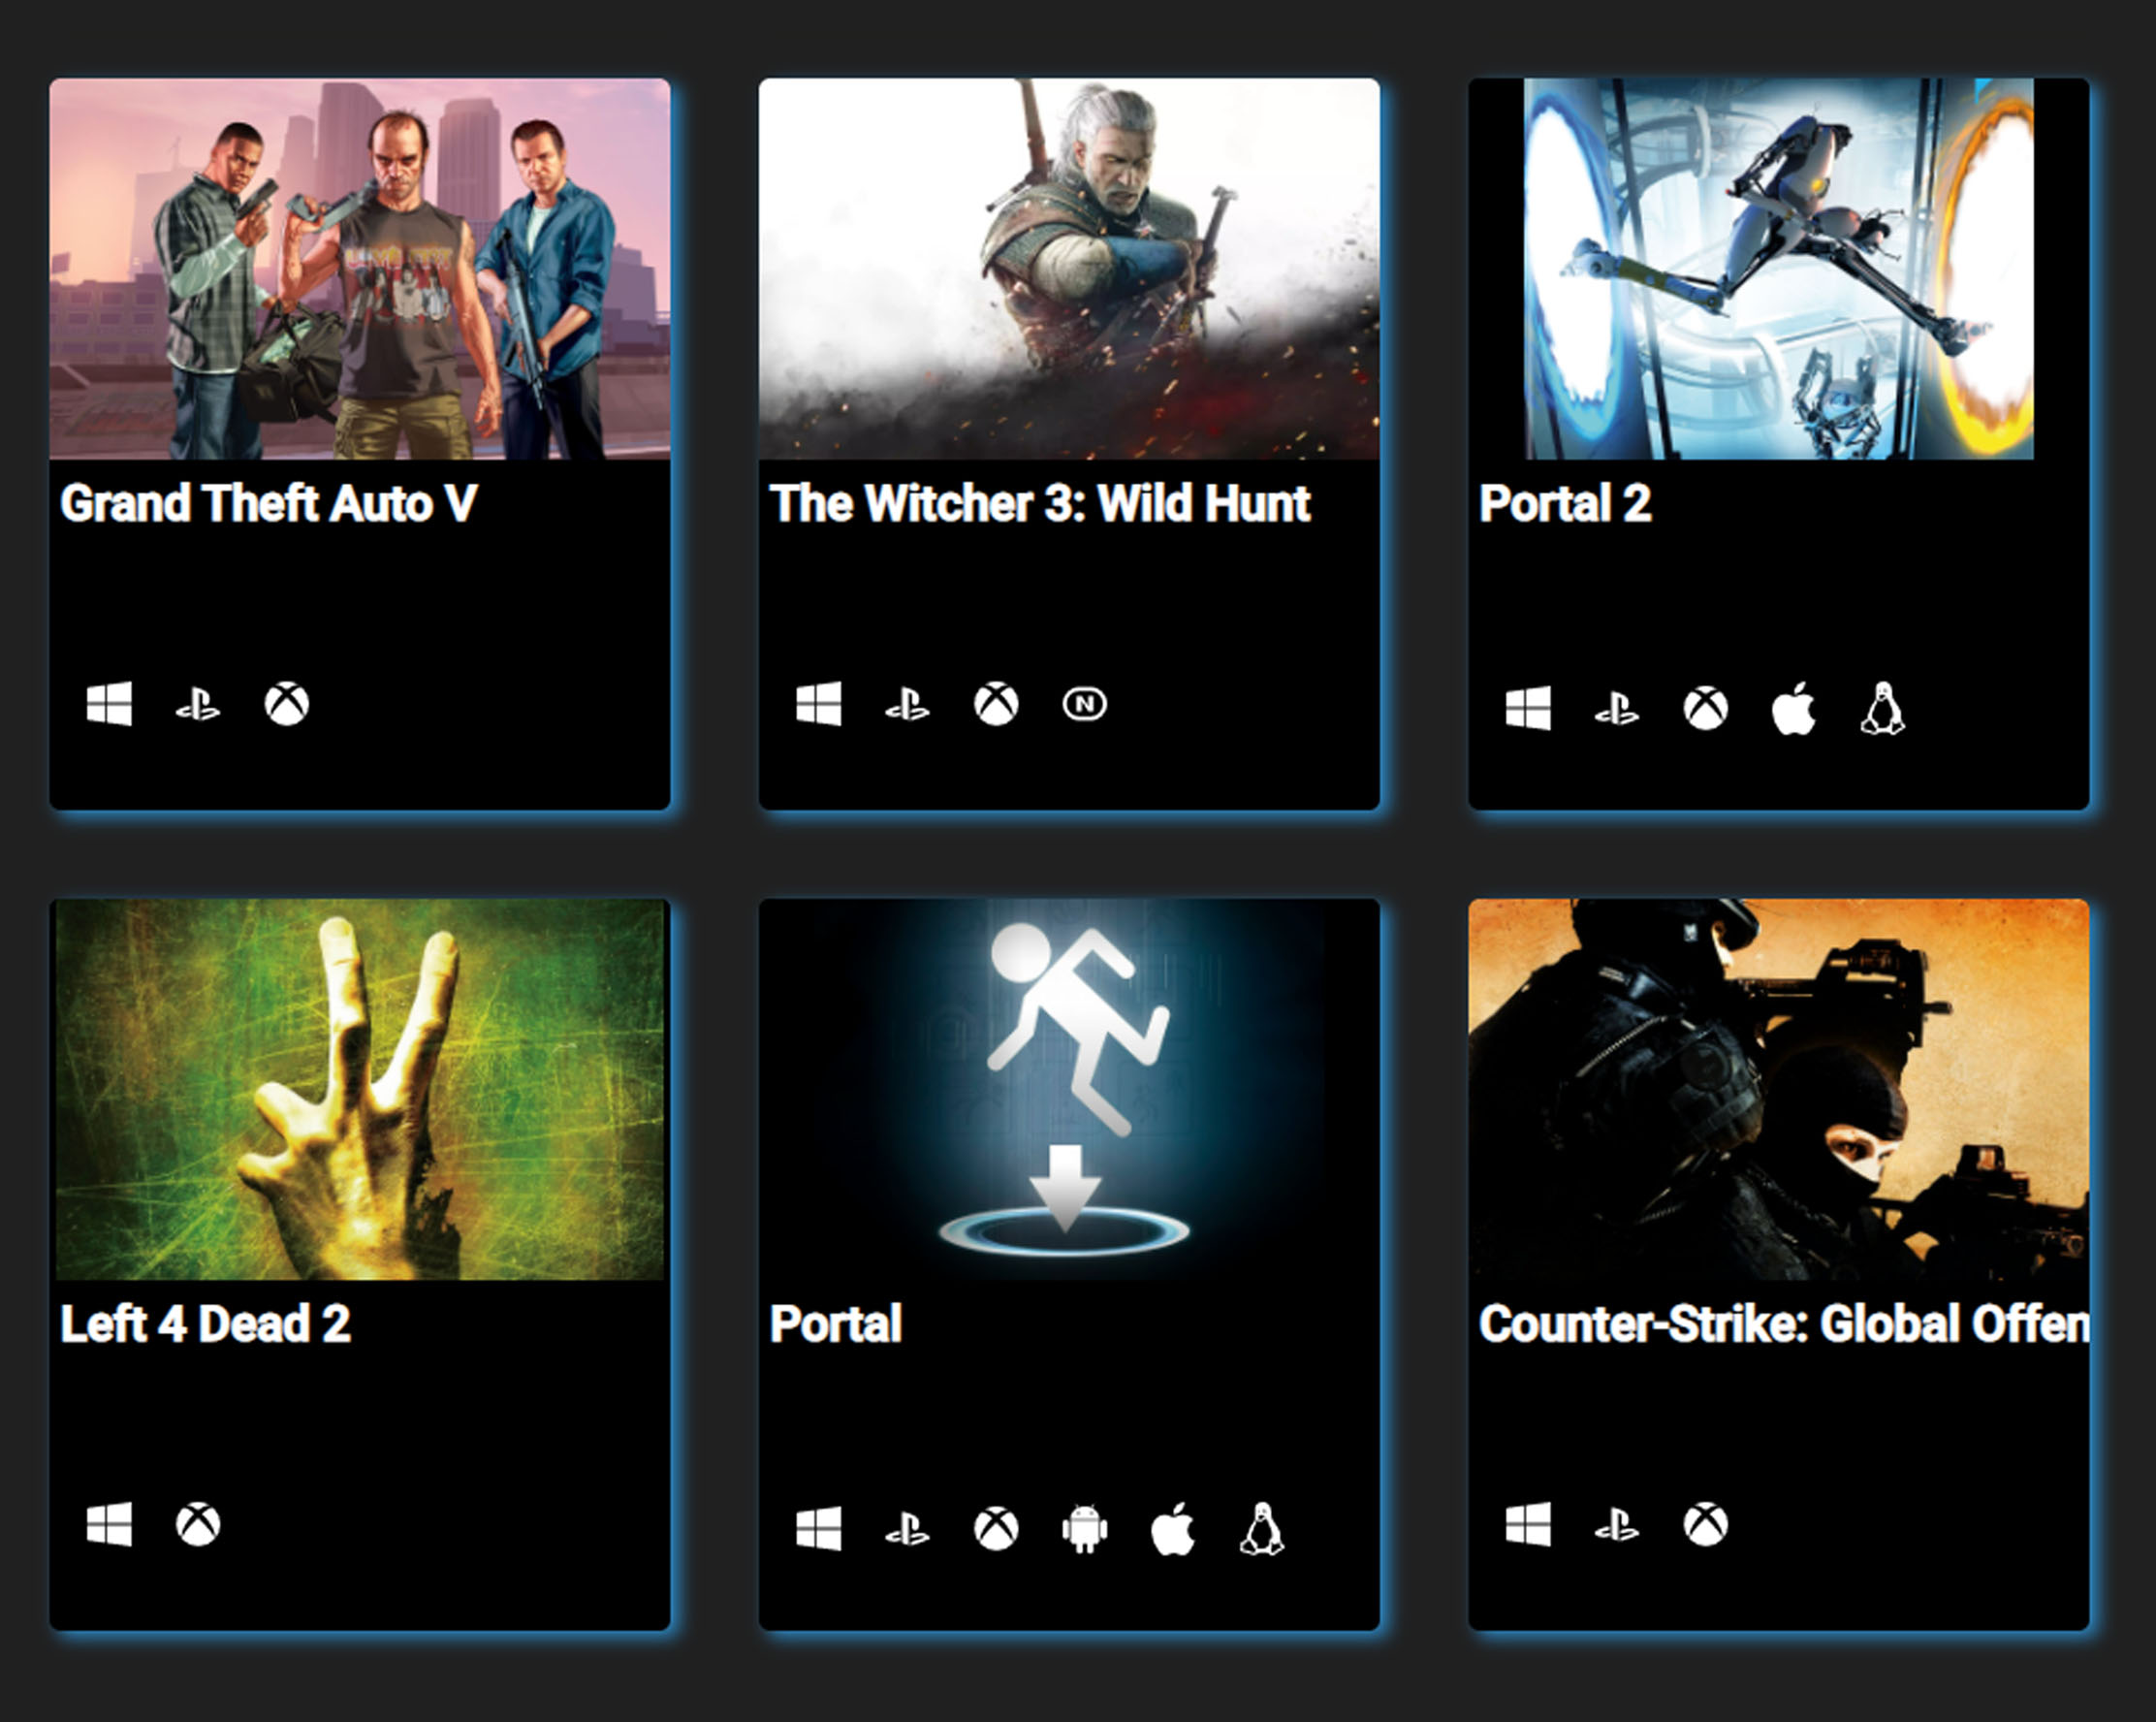 Grand Theft Auto V
The Witcher 3: Wild Hunt
Portal 2
N
Left 4 Dead 2
Portal
Counter-Strike: Global Offen